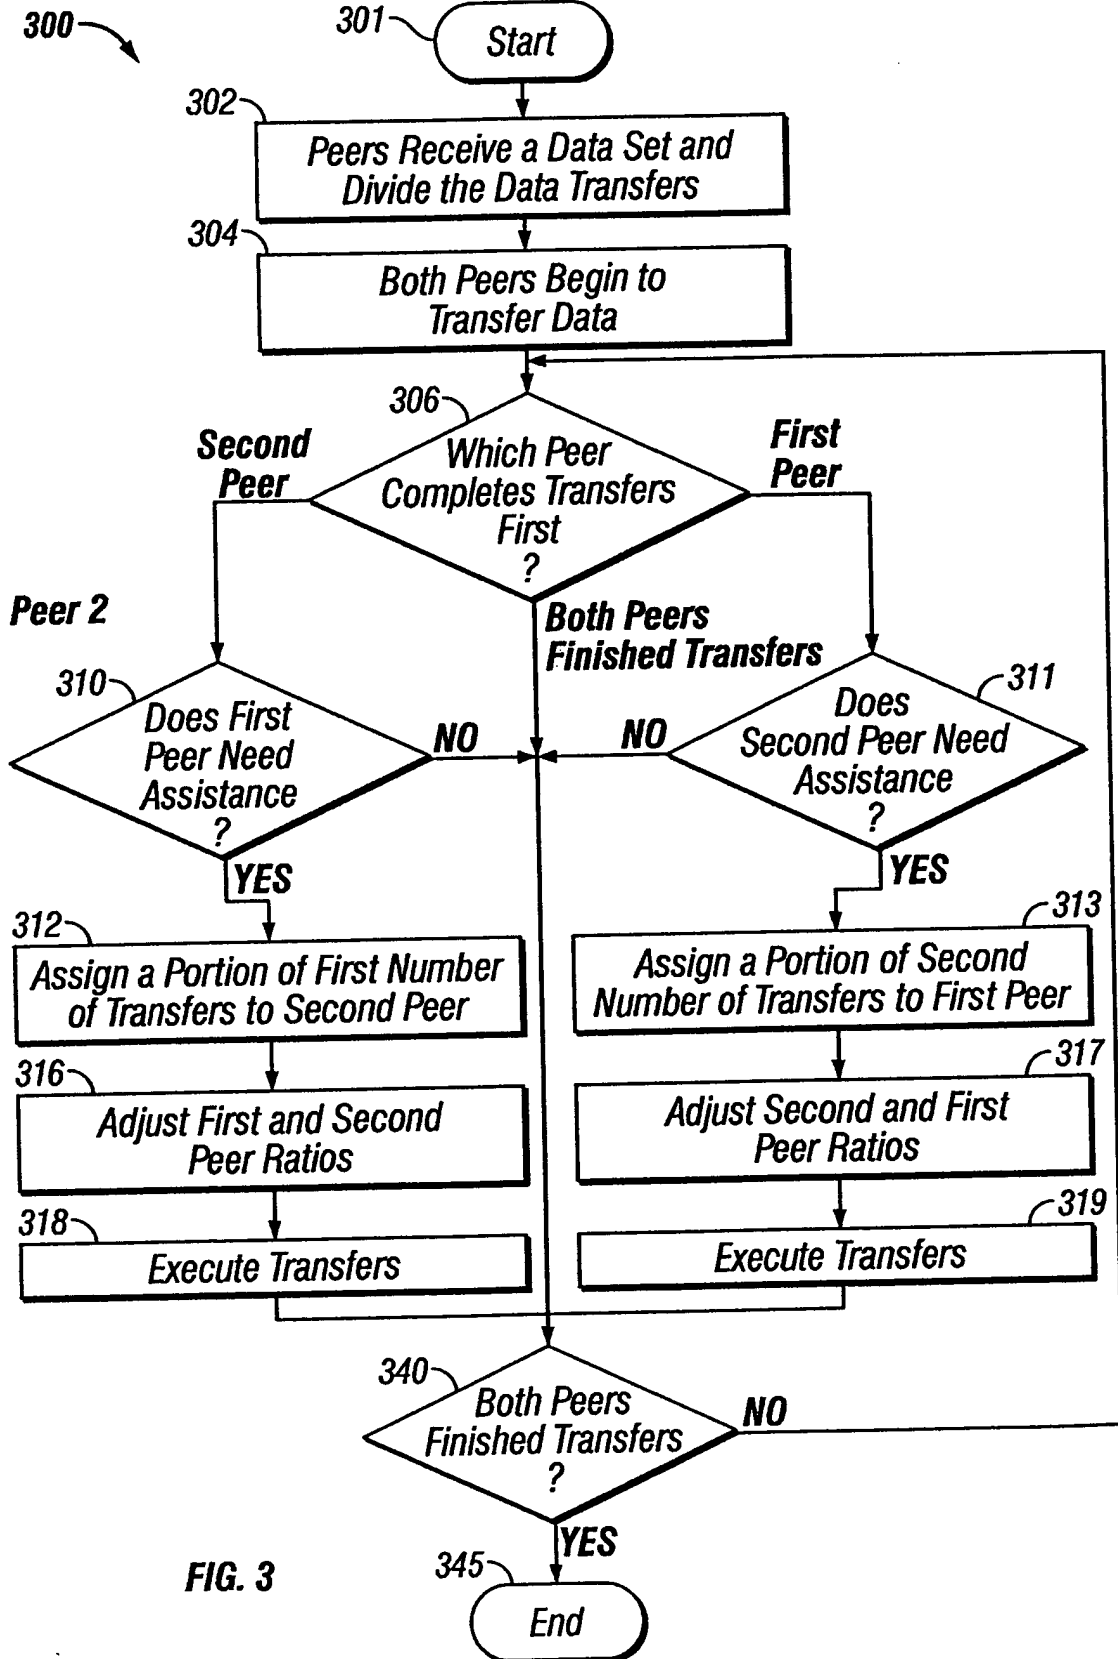 300
301
Start
302
Peers Receive a Data Set and
Divide the Data Transfers
304
Both Peers Begin to
Transfer Data
306
Which Peer
Completes Transfers
First
?
Second
Peer
First
Peer
Both Peers
Finished Transfers
Peer 2
310
Does First
Peer Need
Assistance
?
NO
YES
311
Does
Second Peer Need
Assistance
?
NO
YES
312
Assign a Portion of First Number
of Transfers to Second Peer
313
Assign a Portion of Second
Number of Transfers to First Peer
316
Adjust First and Second
Peer Ratios
317
Adjust Second and First
Peer Ratios
318
Execute Transfers
319
Execute Transfers
340
Both Peers
Finished Transfers
?
NO
YES
345
End
FIG. 3